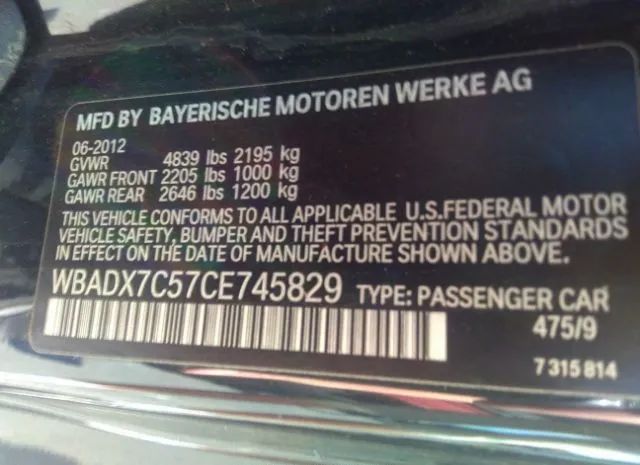 MFD BY BAYERISCHE MOTOREN WERKE AG
06-2012
GVWR 4839 lbs 2195 kg
GAWR FRONT 2205 lbs 1000 kg
GAWR REAR 2646 lbs 1200 kg
THIS VEHICLE CONFORMS TO ALL APPLICABLE U.S.FEDERAL MOTOR
VEHICLE SAFETY, BUMPER AND THEFT PREVENTION STANDARDS
IN EFFECT ON THE DATE OF MANUFACTURE SHOWN ABOVE.
WBADX7C57CE745829 TYPE: PASSENGER CAR
475/9
7 315 814